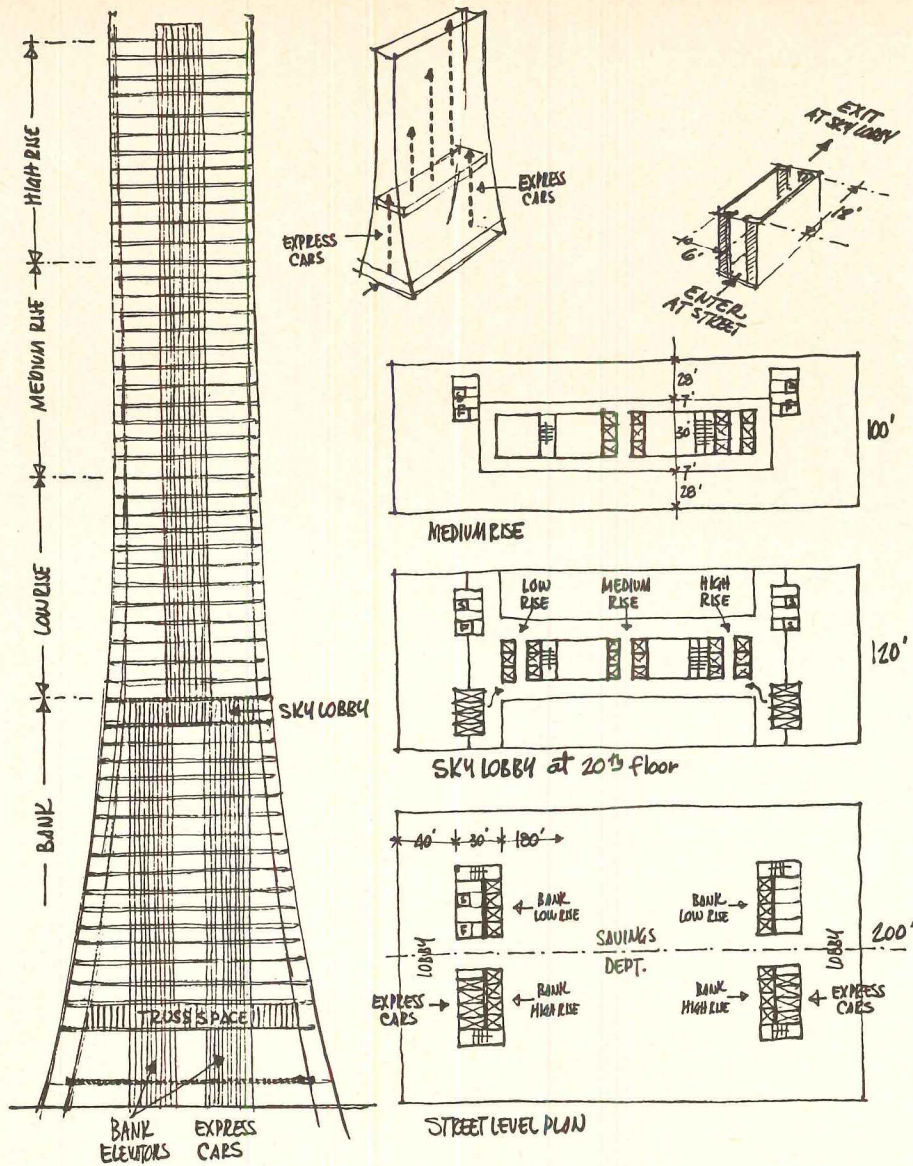 HIGH RISE
MEDIUM RISE
LOW RISE
BANK
SKY LOBBY
TRUSS SPACE
BANK
ELEVATORS
EXPRESS
CARS
EXPRESS
CARS
EXPRESS
CARS
EXIT
AT SKY LOBBY
18'
6'
ENTER
AT STREET
28'
7'
30'
7'
28'
100'
MEDIUM RISE
LOW
RISE
MEDIUM
RISE
HIGH
RISE
120'
SKY LOBBY at 20th floor
40' 30' 180'
BANK
LOW RISE
BANK
LOW RISE
S
F
LOBBY
SAVINGS
DEPT.
LOBBY
200'
EXPRESS
CARS
BANK
HIGH RISE
BANK
HIGH RISE
EXPRESS
CARS
STREET LEVEL PLAN